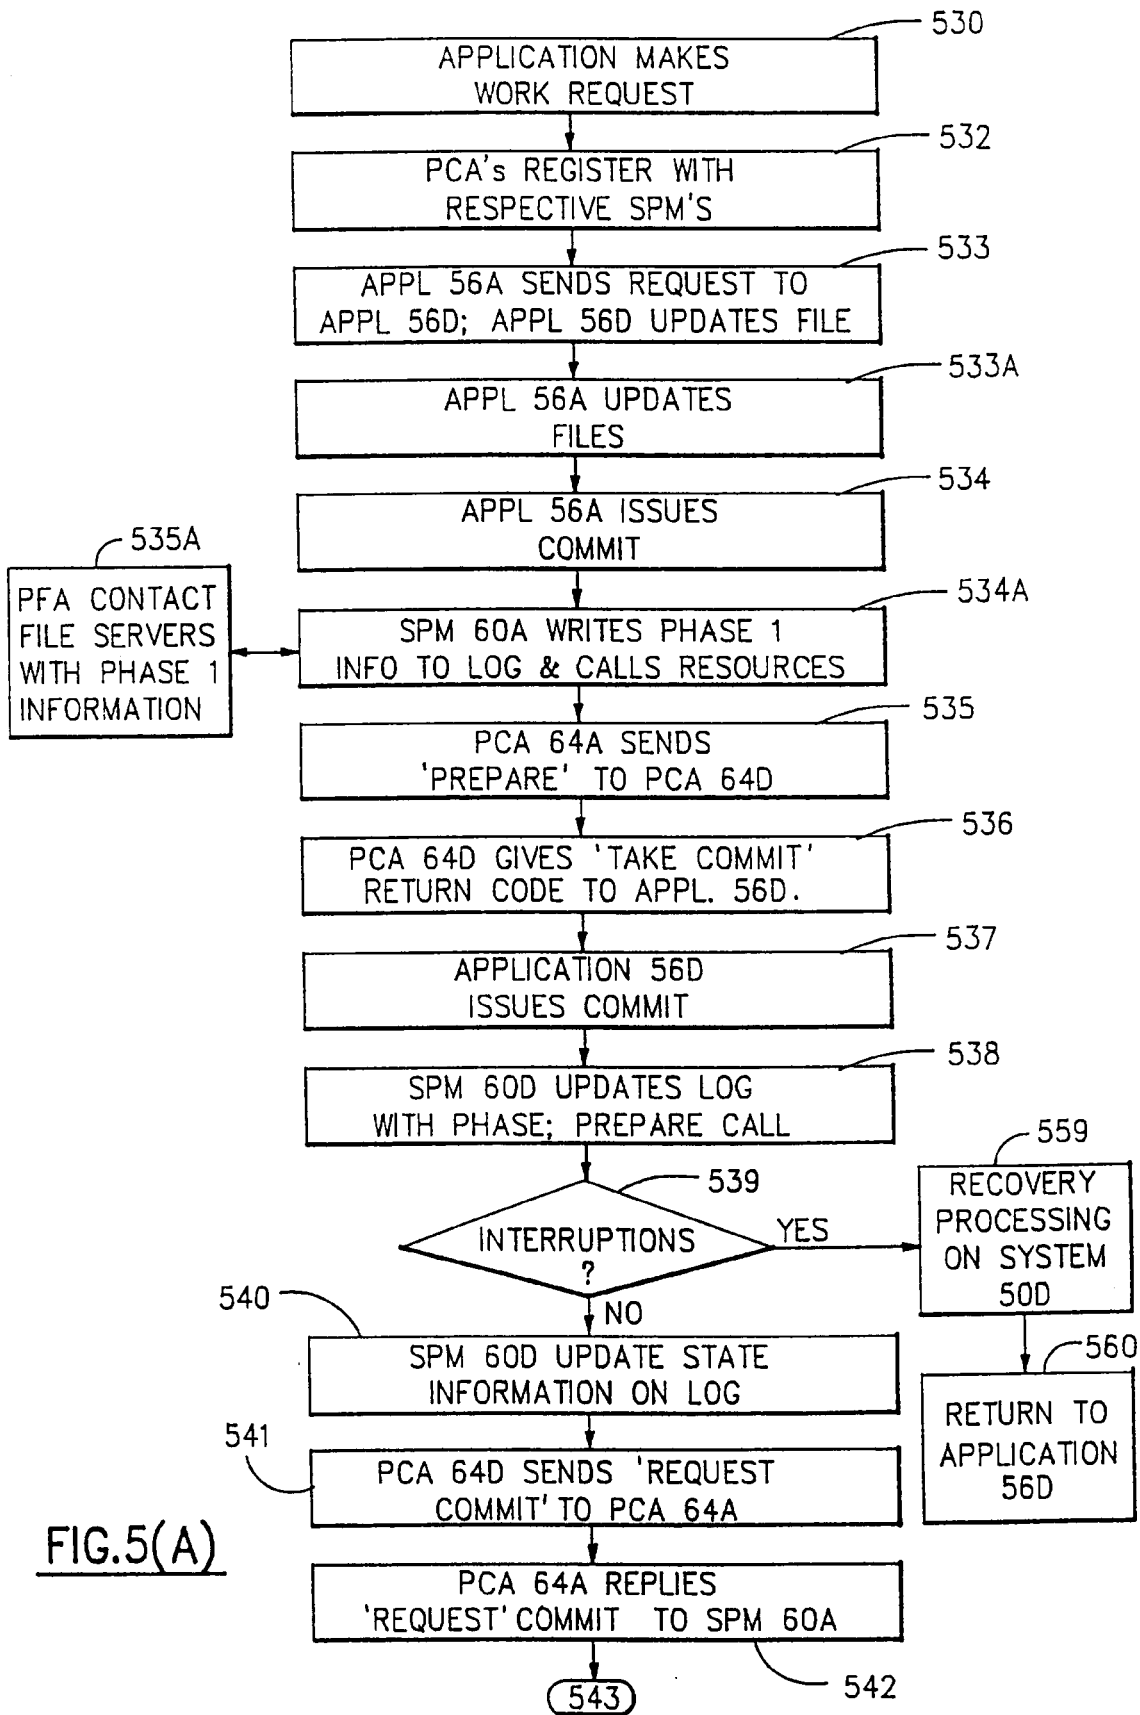 530
APPLICATION MAKES
WORK REQUEST
532
PCA's REGISTER WITH
RESPECTIVE SPM'S
533
APPL 56A SENDS REQUEST TO
APPL 56D; APPL 56D UPDATES FILE
533A
APPL 56A UPDATES
FILES
534
APPL 56A ISSUES
COMMIT
535A
PFA CONTACT
FILE SERVERS
WITH PHASE 1
INFORMATION
534A
SPM 60A WRITES PHASE 1
INFO TO LOG & CALLS RESOURCES
535
PCA 64A SENDS
'PREPARE' TO PCA 64D
536
PCA 64D GIVES 'TAKE COMMIT'
RETURN CODE TO APPL. 56D.
537
APPLICATION 56D
ISSUES COMMIT
538
SPM 60D UPDATES LOG
WITH PHASE; PREPARE CALL
539
INTERRUPTIONS
?
YES
NO
559
RECOVERY
PROCESSING
ON SYSTEM
50D
560
RETURN TO
APPLICATION
56D
540
SPM 60D UPDATE STATE
INFORMATION ON LOG
541
PCA 64D SENDS 'REQUEST
COMMIT' TO PCA 64A
542
PCA 64A REPLIES
'REQUEST' COMMIT TO SPM 60A
543
FIG.5(A)